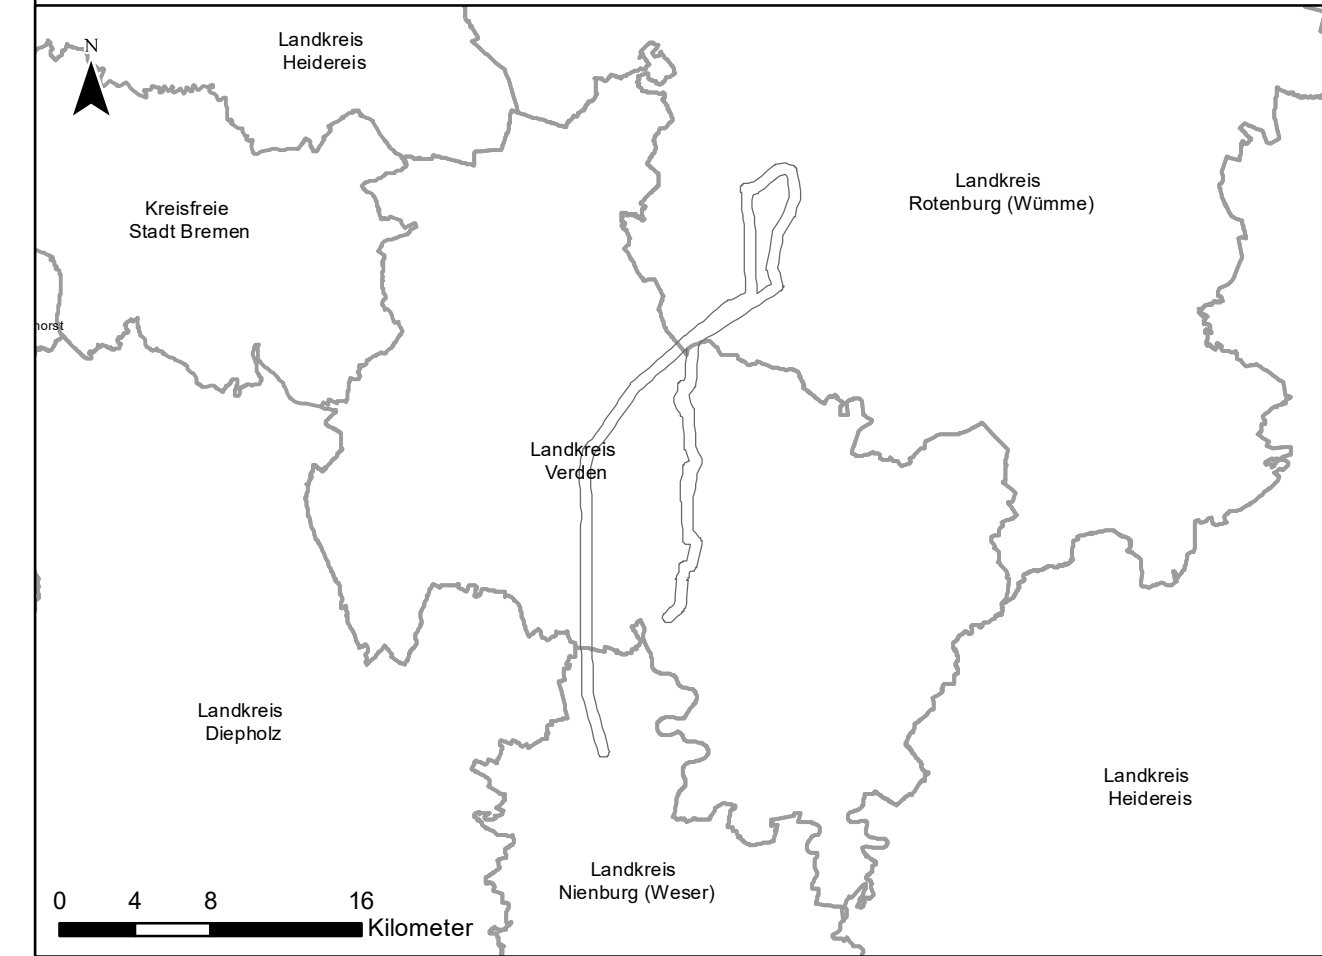 Landkreis
Heidereis
N
Landkreis
Rotenburg (Wümme)
Kreisfreie
Stadt Bremen
horst
Landkreis
Verden
Landkreis
Diepholz
Landkreis
Heidereis
Landkreis
Nienburg (Weser)
0 4 8 16
Kilometer